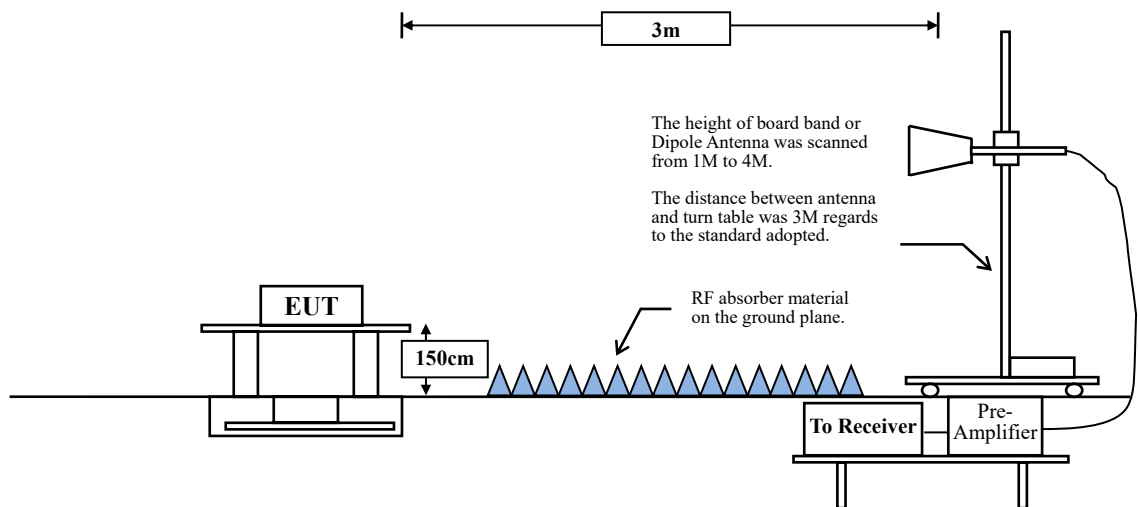 3m
The height of board band or
Dipole Antenna was scanned
from 1M to 4M.
The distance between antenna
and turn table was 3M regards
to the standard adopted.
RF absorber material
on the ground plane.
EUT
150cm
To Receiver
Pre-
Amplifier